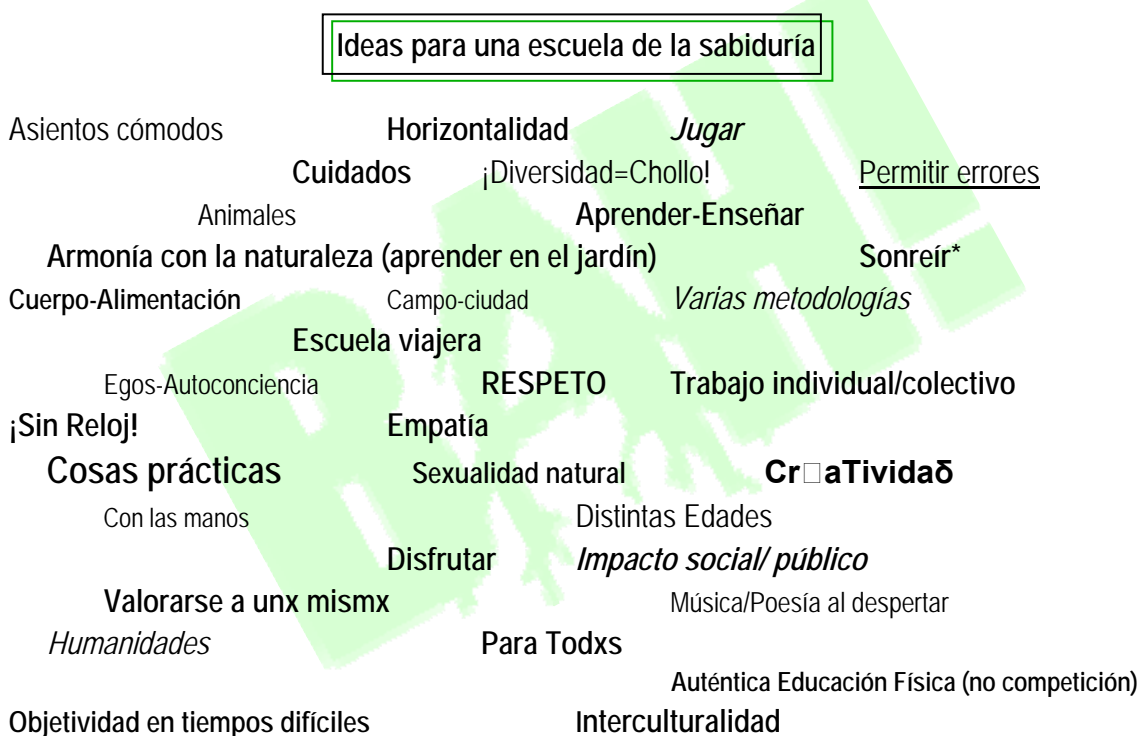 Ideas para una escuela de la sabiduría
Asientos cómodos Horizontalidad Jugar
Cuidados ¡Diversidad=Chollo! Permitir errores
Animales Aprender-Enseñar
Armonía con la naturaleza (aprender en el jardín) Sonreír*
Cuerpo-Alimentación Campo-ciudad Varias metodologías
Escuela viajera
Egos-Autoconciencia RESPETO Trabajo individual/colectivo
¡Sin Reloj! Empatía
Cosas prácticas Sexualidad natural Cr□aTividaδ
Con las manos Distintas Edades
Disfrutar Impacto social/ público
Valorarse a unx mismx Música/Poesía al despertar
Humanidades Para Todxs
Auténtica Educación Física (no competición)
Objetividad en tiempos difíciles Interculturalidad
BAH!